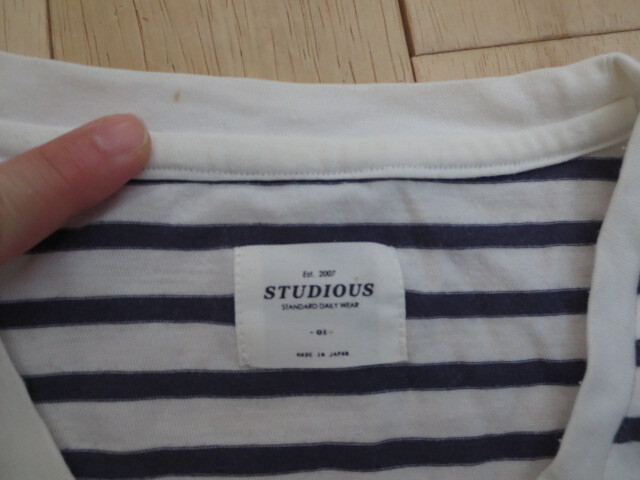 Est. 2007
STUDIOUS
STANDARD DAILY WEAR
- 01 -
MADE IN JAPAN